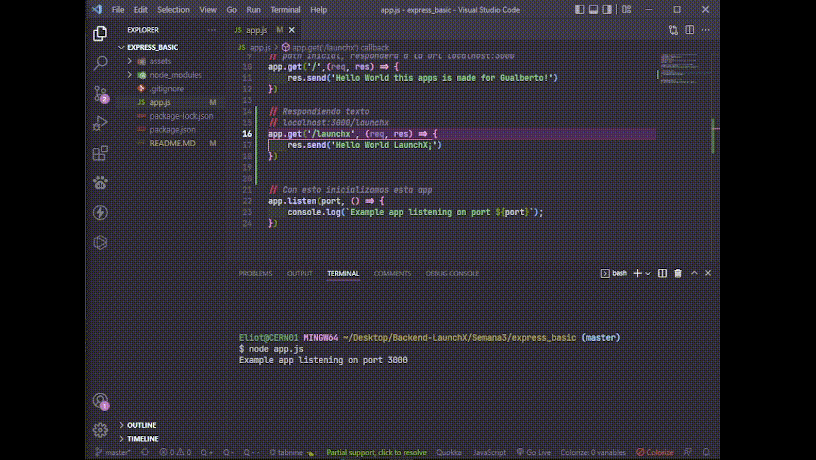 File Edit Selection View Go Run Terminal Help app.js - express_basic - Visual Studio Code
EXPLORER
EXPRESS_BASIC
assets
node_modules
.gitignore
app.js M
package-lock.json
package.json
README.MD M
OUTLINE
TIMELINE
JS app.js M
JS app.js > app.get('/launchx') callback
9 // path inicial, respondera a la url localhost:3000
10 app.get('/',(req, res) => {
11 res.send('Hello World this apps is made for Gualberto!')
12 })
13
14 // Respondiendo texto
15 // localhost:3000/launchx
16 app.get('/launchx', (req, res) => {
17 res.send('Hello World LaunchX;')
18 })
19
20
21 // Con esto inicializamos esta app
22 app.listen(port, () => {
23 console.log(`Example app listening on port ${port}`);
24 })
PROBLEMS OUTPUT TERMINAL COMMENTS DEBUG CONSOLE bash
Eliot@CERN01 MINGW64 ~/Desktop/Backend-LaunchX/Semana3/express_basic (master)
$ node app.js
Example app listening on port 3000
master* 0 0 tabnine Partial support, click to resolve Quokka JavaScript Go Live Colorize: 0 variables Colorize